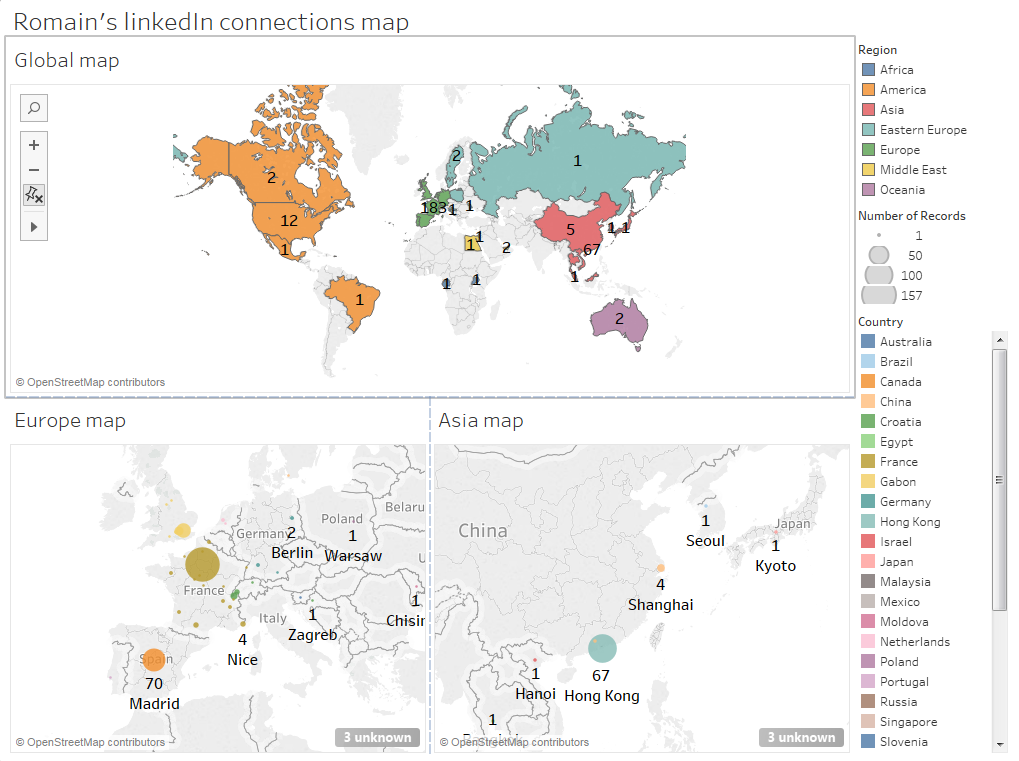 Romain's linkedIn connections map
Global map
2
12
1
1
2
1
183
1
1
1
1
2
1
1
5
67
1
1
1
2
© OpenStreetMap contributors
Region
Africa
America
Asia
Eastern Europe
Europe
Middle East
Oceania
Number of Records
1
50
100
157
Country
Australia
Brazil
Canada
China
Croatia
Egypt
France
Gabon
Germany
Hong Kong
Israel
Japan
Malaysia
Mexico
Moldova
Netherlands
Poland
Portugal
Russia
Singapore
Slovenia
Europe map
Belaru
Poland
Germany
2
Berlin
1
Warsaw
France
1
Chisin
Italy
1
Zagreb
4
Nice
Spain
70
Madrid
© OpenStreetMap contributors
3 unknown
Asia map
China
Japan
1
Seoul
1
Kyoto
4
Shanghai
1
Hanoi
67
Hong Kong
1
© OpenStreetMap contributors
3 unknown